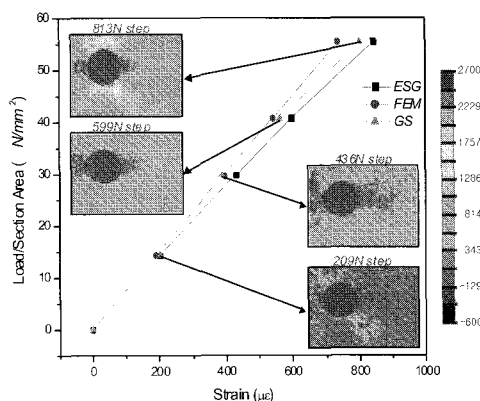 813N step
599N step
436N step
209N step
ESG
FEM
GS
60
50
40
30
20
10
0
0
200
400
600
800
1000
Load/Section Area ( N/mm²)
Strain (με)
2700
2229
1757
1286
814
343
-129
-600